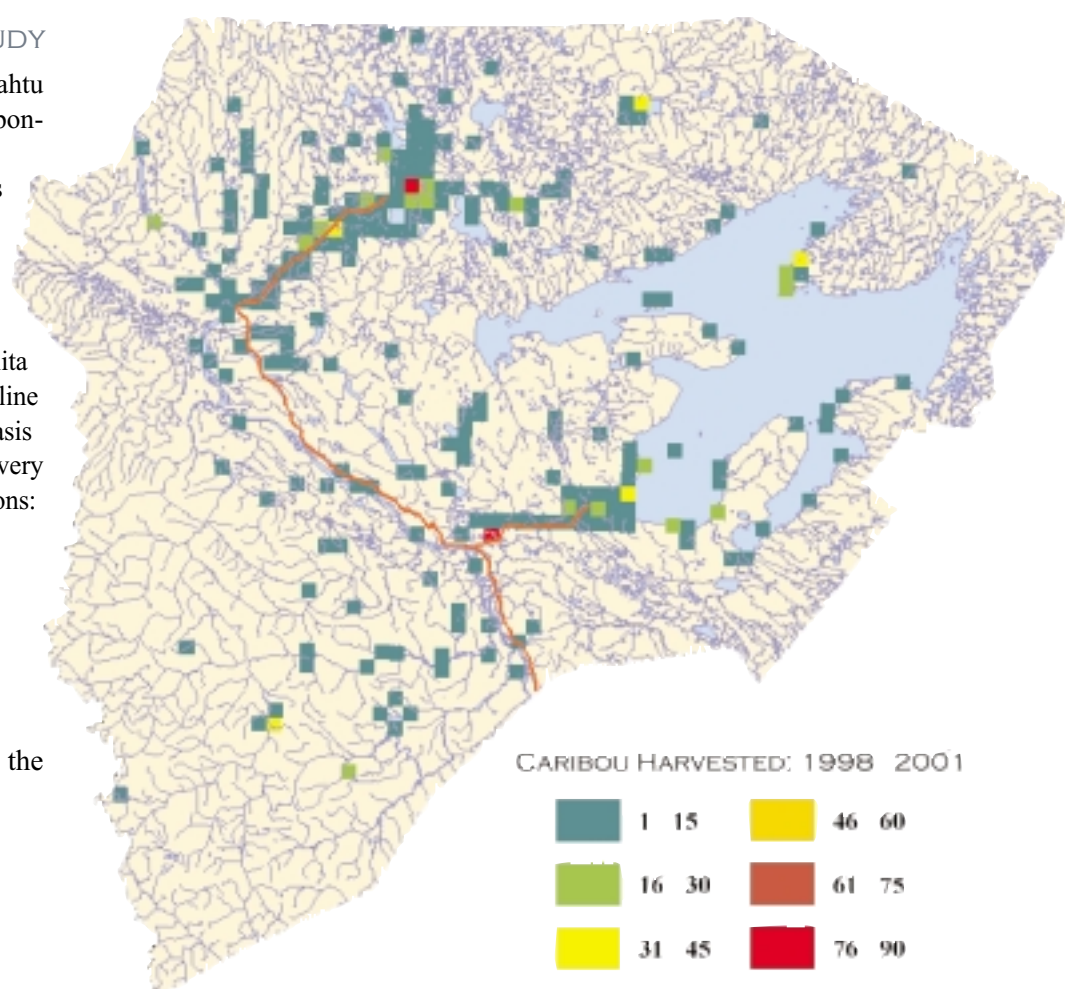 UDY
ahtu
pon-
s
ita
line
asis
very
ons:
the
CARIBOU HARVESTED: 1998 2001
1 15
46 60
16 30
61 75
31 45
76 90